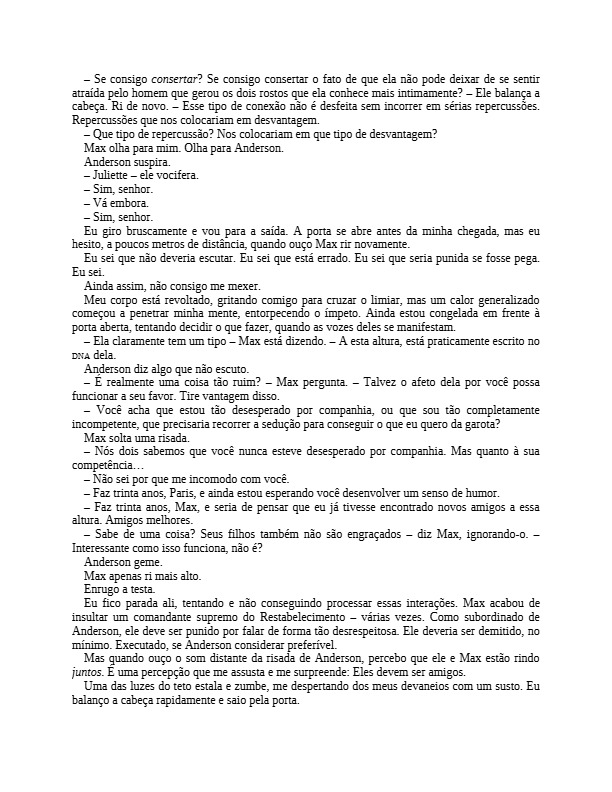 – Se consigo consertar? Se consigo consertar o fato de que ela não pode deixar de se sentir
atraída pelo homem que gerou os dois rostos que ela conhece mais intimamente? – Ele balança a
cabeça. Ri de novo. – Esse tipo de conexão não é desfeita sem incorrer em sérias repercussões.
Repercussões que nos colocariam em desvantagem.
– Que tipo de repercussão? Nos colocariam em que tipo de desvantagem?
Max olha para mim. Olha para Anderson.
Anderson suspira.
– Juliette – ele vocifera.
– Sim, senhor.
– Vá embora.
– Sim, senhor.
Eu giro bruscamente e vou para a saída. A porta se abre antes da minha chegada, mas eu
hesito, a poucos metros de distância, quando ouço Max rir novamente.
Eu sei que não deveria escutar. Eu sei que está errado. Eu sei que seria punida se fosse pega.
Eu sei.
Ainda assim, não consigo me mexer.
Meu corpo está revoltado, gritando comigo para cruzar o limiar, mas um calor generalizado
começou a penetrar minha mente, entorpecendo o ímpeto. Ainda estou congelada em frente à
porta aberta, tentando decidir o que fazer, quando as vozes deles se manifestam.
– Ela claramente tem um tipo – Max está dizendo. – A esta altura, está praticamente escrito no
DNA dela.
Anderson diz algo que não escuto.
– É realmente uma coisa tão ruim? – Max pergunta. – Talvez o afeto dela por você possa
funcionar a seu favor. Tire vantagem disso.
– Você acha que estou tão desesperado por companhia, ou que sou tão completamente
incompetente, que precisaria recorrer a sedução para conseguir o que eu quero da garota?
Max solta uma risada.
– Nós dois sabemos que você nunca esteve desesperado por companhia. Mas quanto à sua
competência…
– Não sei por que me incomodo com você.
– Faz trinta anos, Paris, e ainda estou esperando você desenvolver um senso de humor.
– Faz trinta anos, Max, e seria de pensar que eu já tivesse encontrado novos amigos a essa
altura. Amigos melhores.
– Sabe de uma coisa? Seus filhos também não são engraçados – diz Max, ignorando-o. –
Interessante como isso funciona, não é?
Anderson geme.
Max apenas ri mais alto.
Enrugo a testa.
Eu fico parada ali, tentando e não conseguindo processar essas interações. Max acabou de
insultar um comandante supremo do Restabelecimento – várias vezes. Como subordinado de
Anderson, ele deve ser punido por falar de forma tão desrespeitosa. Ele deveria ser demitido, no
mínimo. Executado, se Anderson considerar preferível.
Mas quando ouço o som distante da risada de Anderson, percebo que ele e Max estão rindo
juntos. É uma percepção que me assusta e me surpreende: Eles devem ser amigos.
Uma das luzes do teto estala e zumbe, me despertando dos meus devaneios com um susto. Eu
balanço a cabeça rapidamente e saio pela porta.